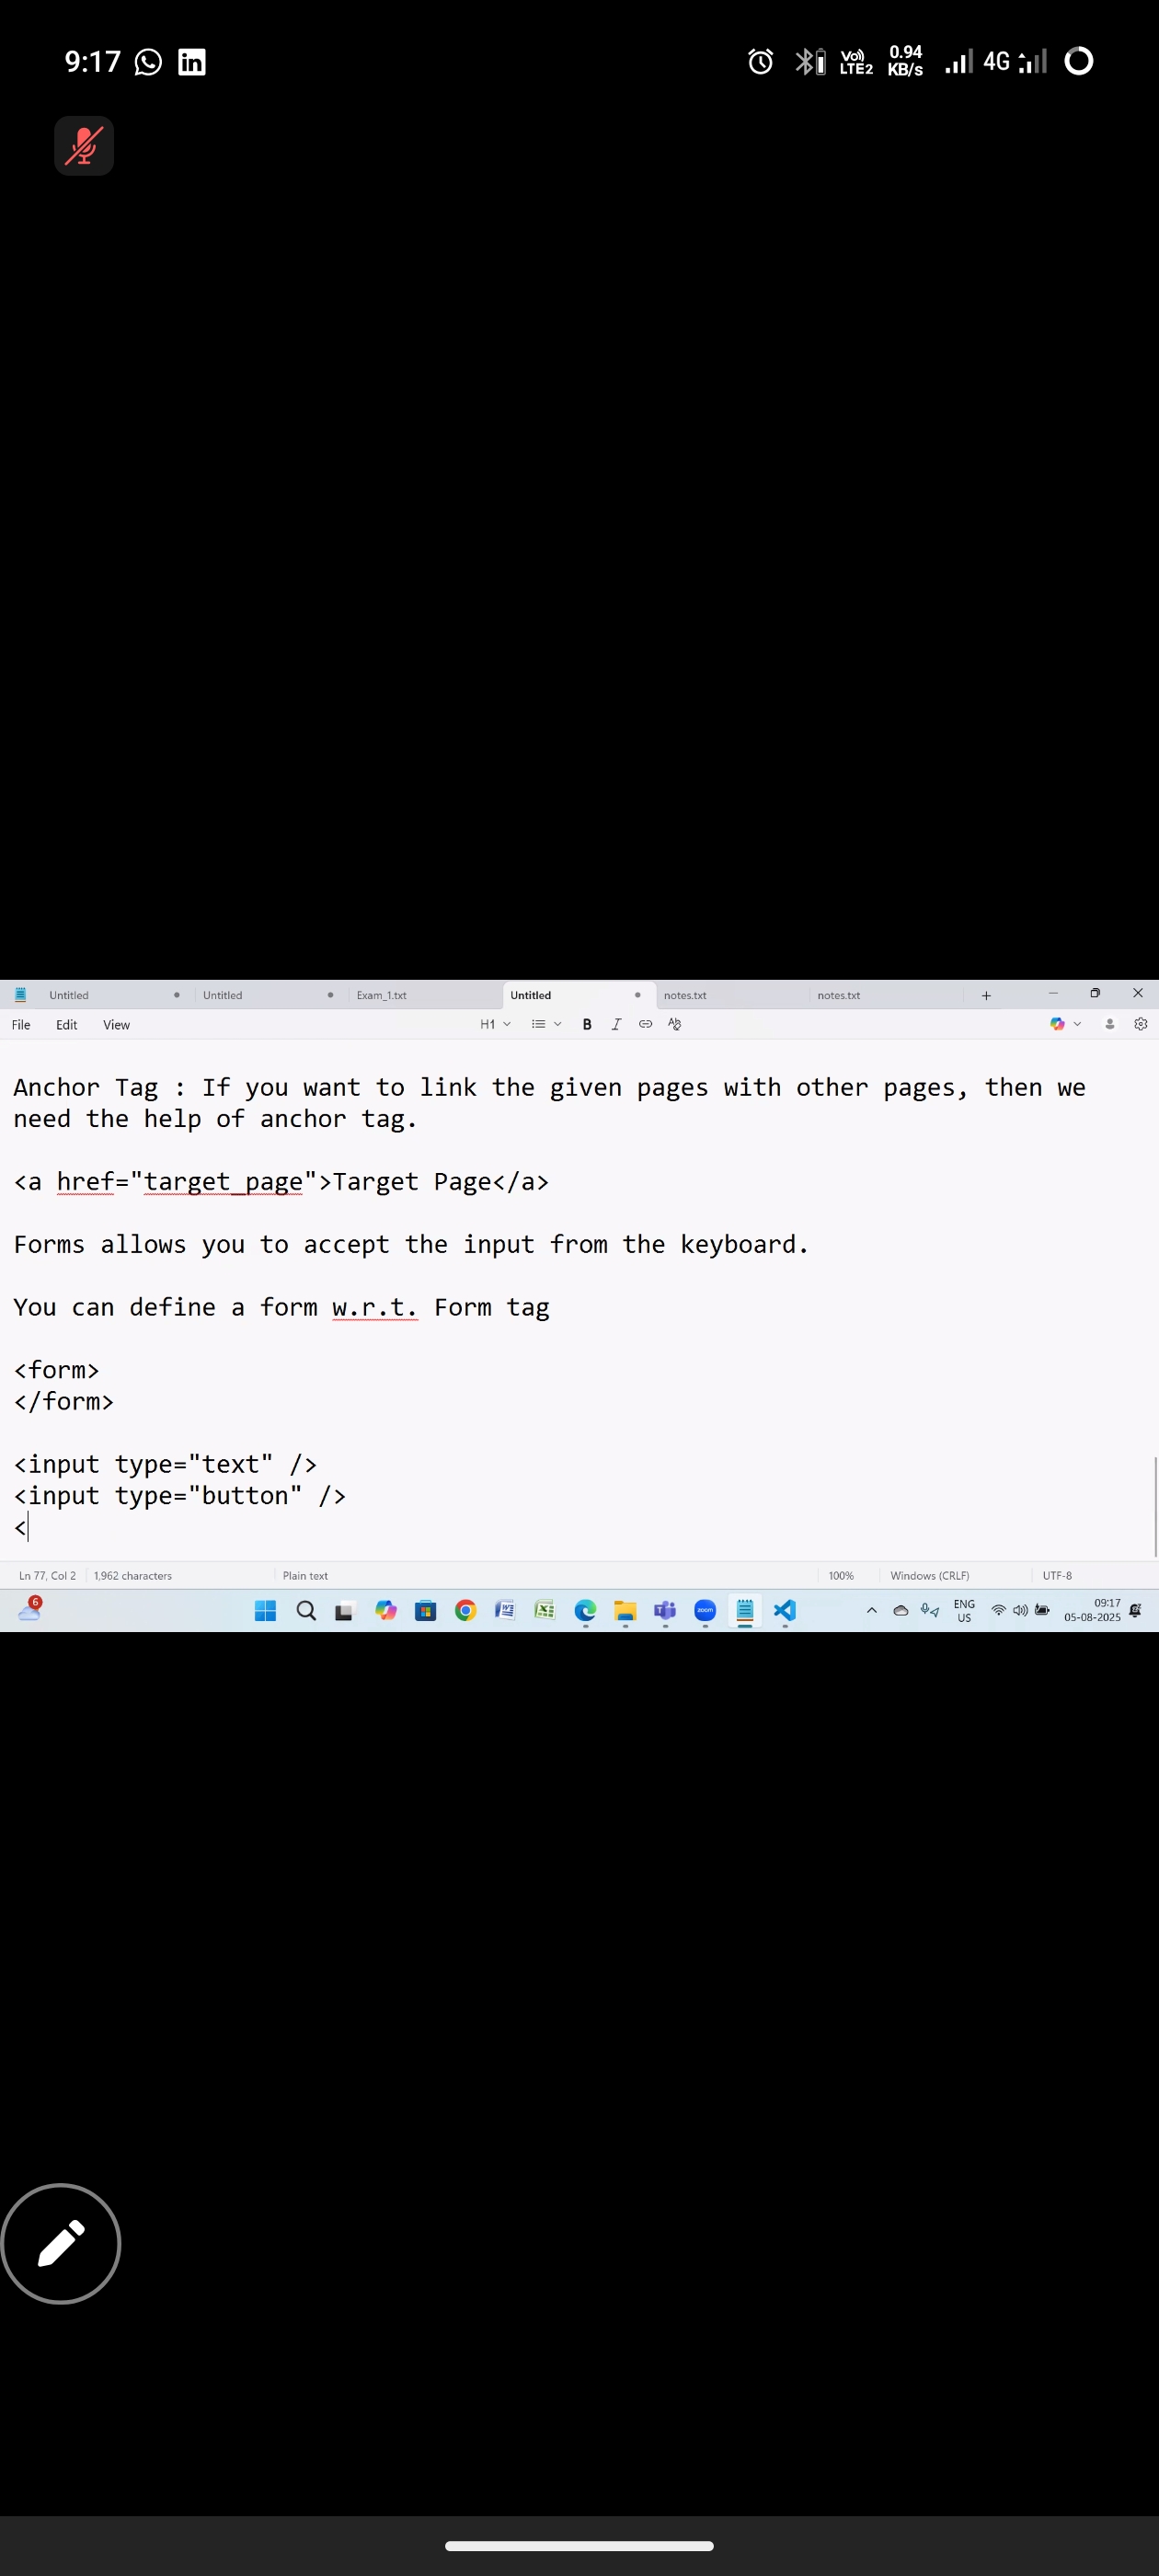 9:17
in
Vo))
LTE2
0.94
KB/s
4G
Untitled
Untitled
Exam_1.txt
Untitled
notes.txt
notes.txt
File Edit View
H1
B I
Anchor Tag : If you want to link the given pages with other pages, then we
need the help of anchor tag.
<a href="target_page">Target Page</a>
Forms allows you to accept the input from the keyboard.
You can define a form w.r.t. Form tag
<form>
</form>
<input type="text" />
<input type="button" />
<
Ln 77, Col 2 1,962 characters Plain text 100% Windows (CRLF) UTF-8
6
zoom
ENG
US
09:17
05-08-2025